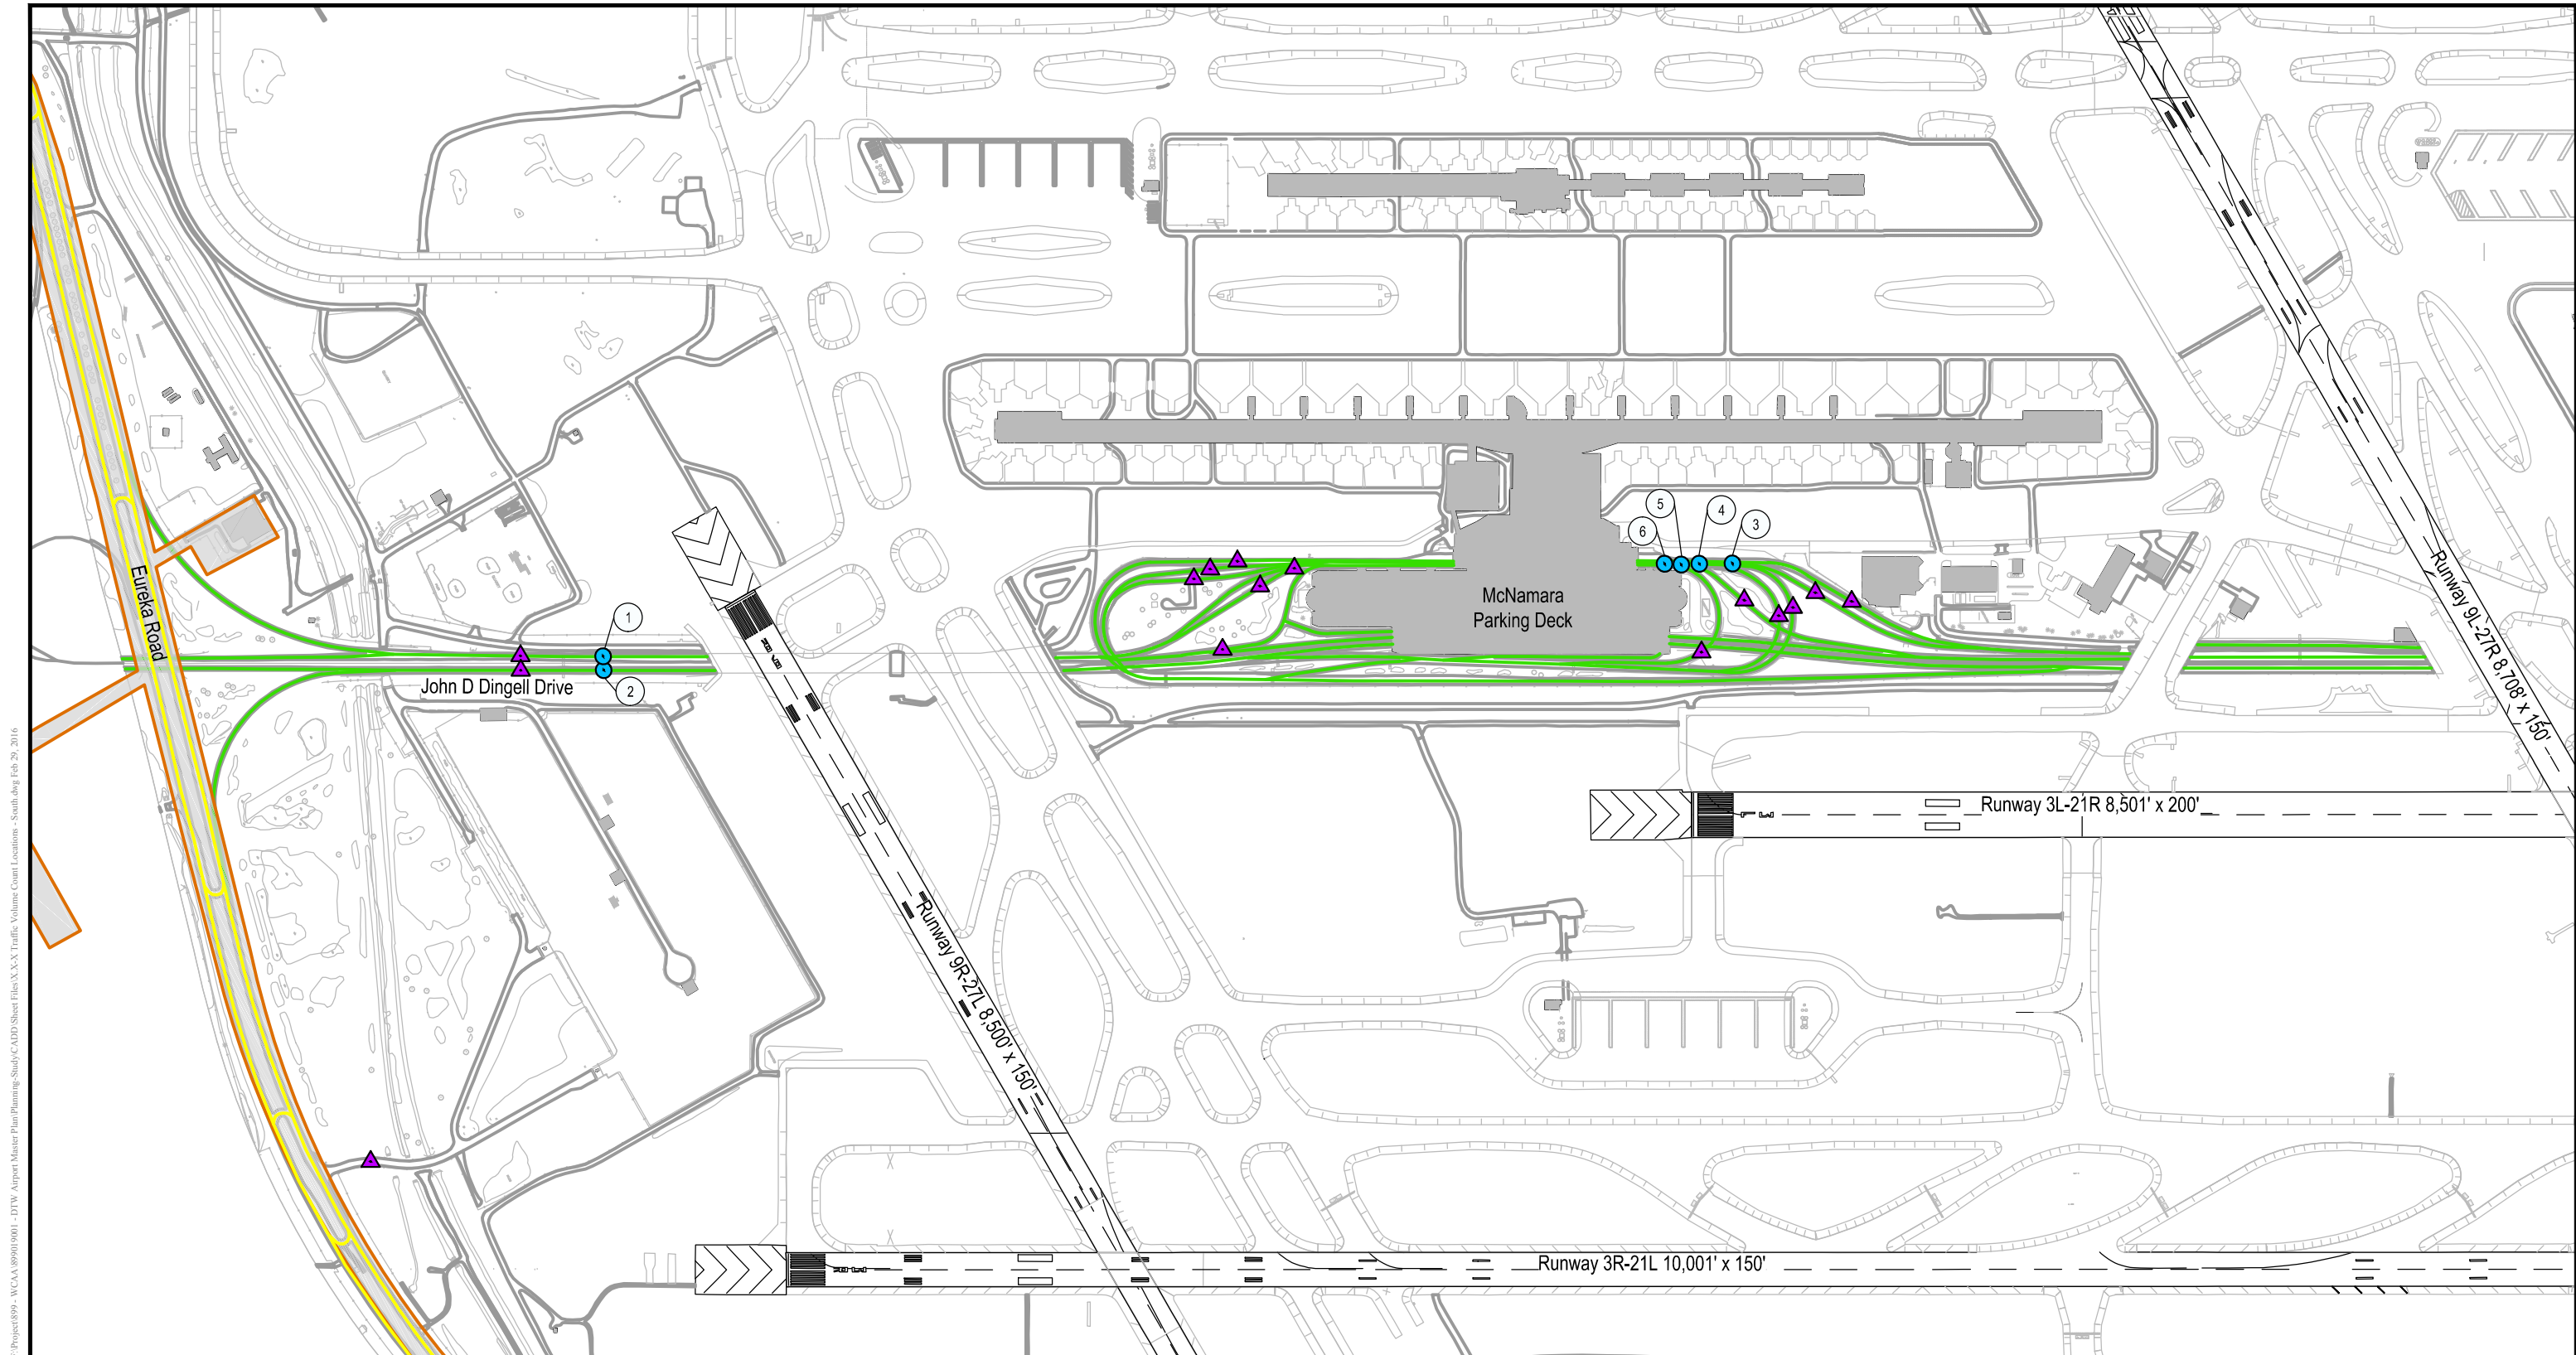 5
4
3
6
McNamara
Parking Deck
Eureka Road
1
John D Dingell Drive
2
Runway 9L-27R 8,708' x 150'
Runway 3L-21R 8,501' x 200'
Runway 9R-27L 8,500' x 150'
Runway 3R-21L 10,001' x 150'